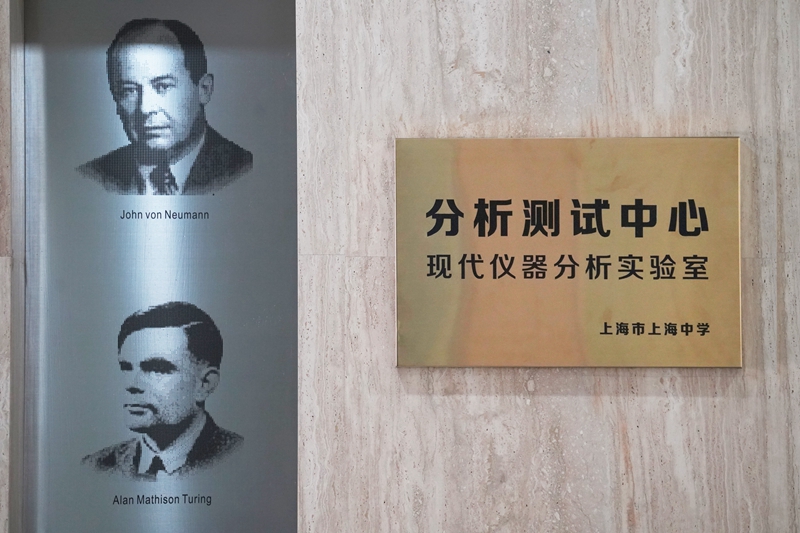 John von Neumann
Alan Mathison Turing
分析测试中心
现代仪器分析实验室
上海市上海中学